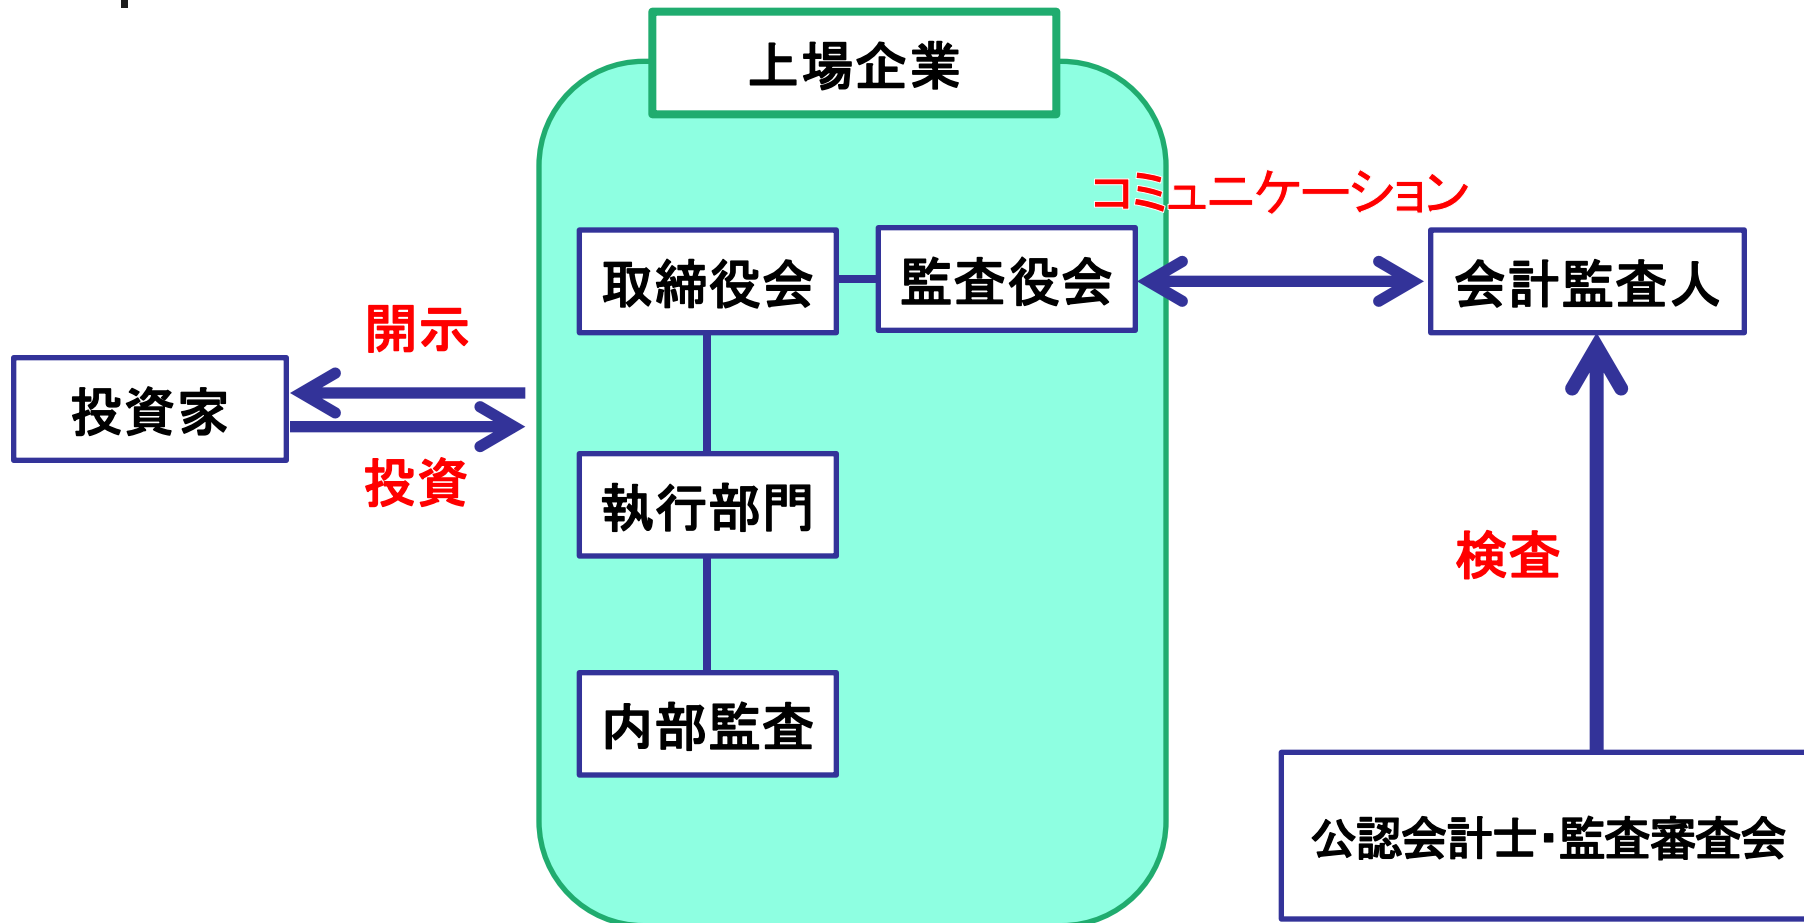 上場企業
コミュニケーション
取締役会
監査役会
会計監査人
開示
投資家
投資
執行部門
検査
内部監査
公認会計士・監査審査会